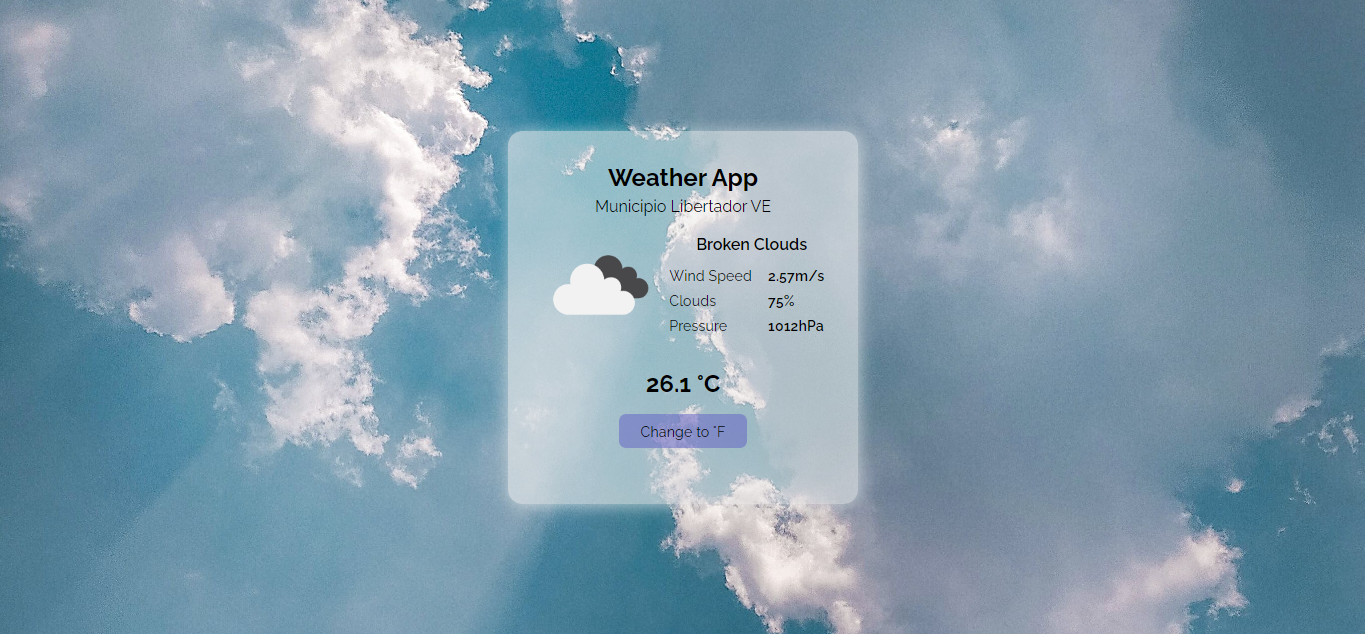 Weather App
Municipio Libertador VE
Broken Clouds
Wind Speed 2.57m/s
Clouds 75%
Pressure 1012hPa
26.1 °C
Change to °F